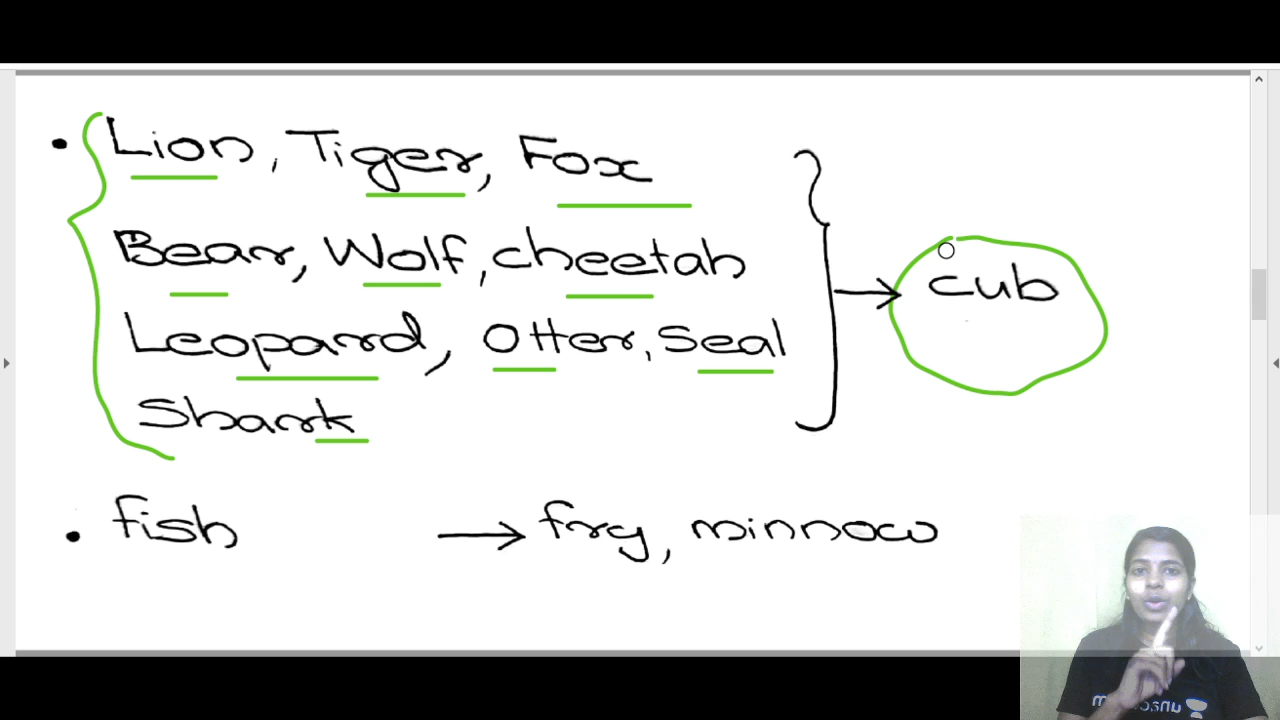 • Lion, Tiger, Fox
Bear, Wolf, cheetah
Leopard, Otter, Seal
Shark
→ cub
• fish → fry, minnow